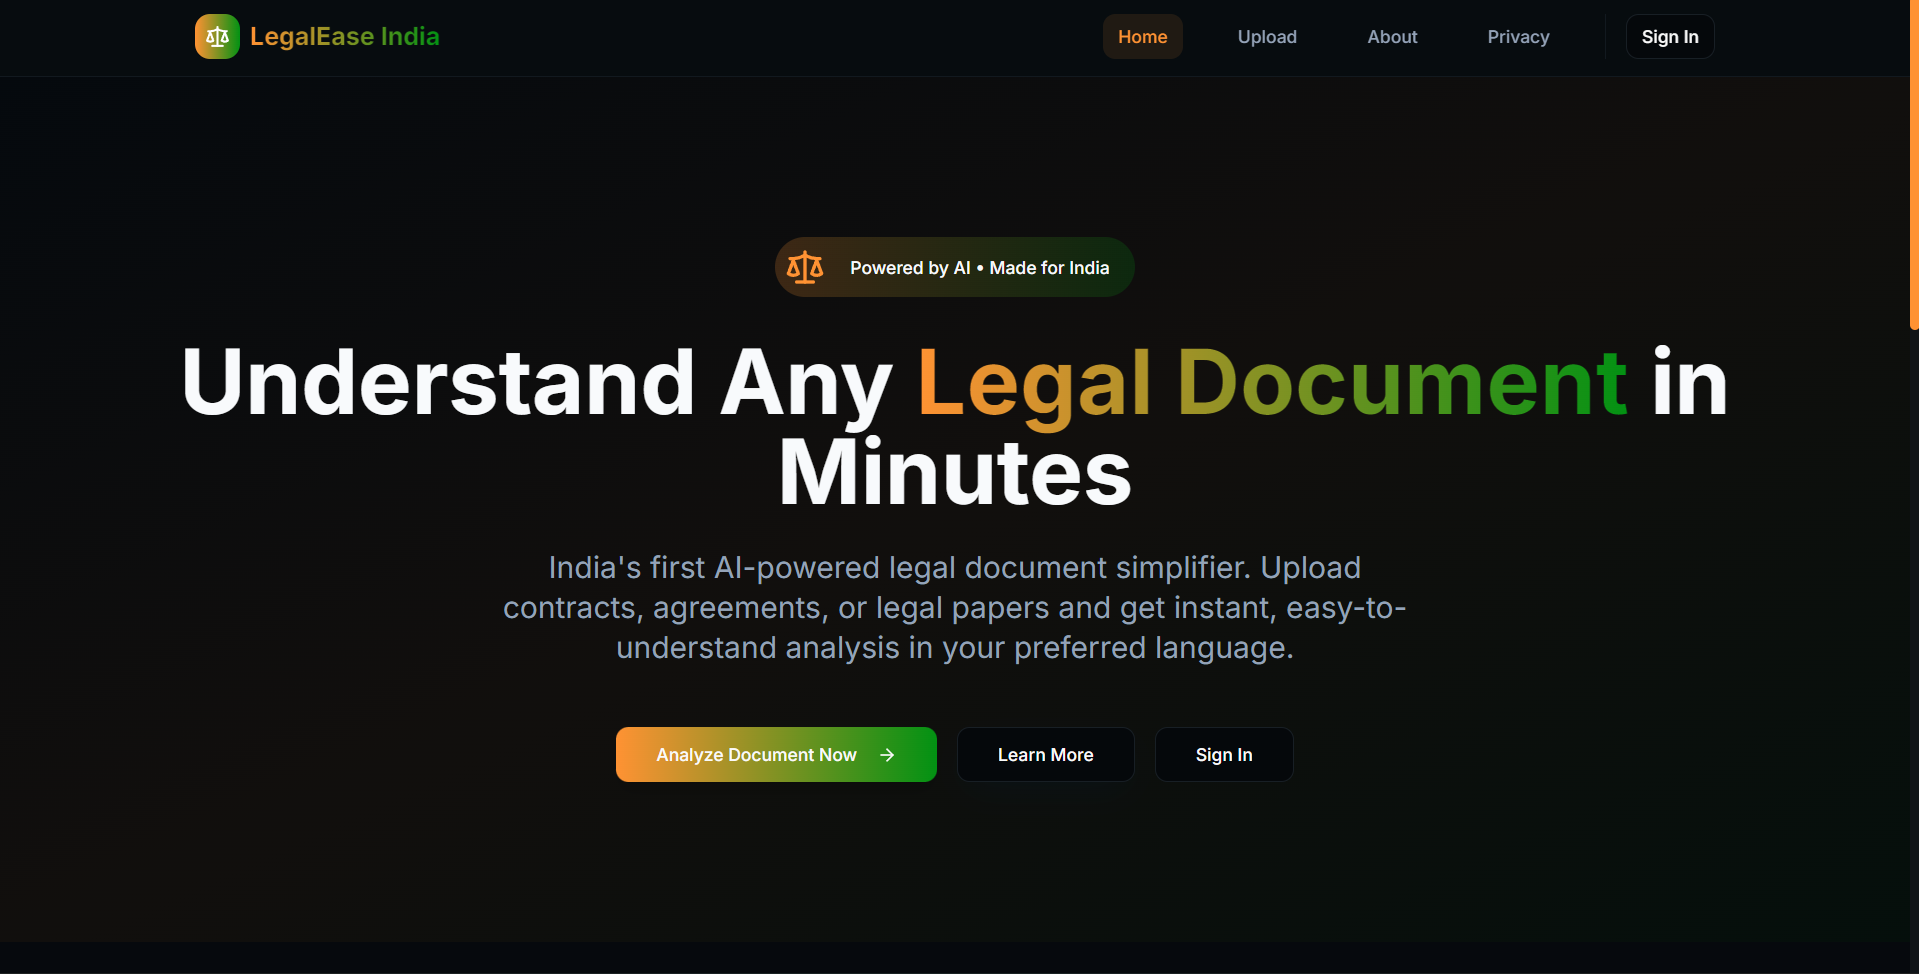 LegalEase India
Home
Upload
About
Privacy
Sign In
Powered by AI • Made for India
Understand Any Legal Document in
Minutes
India's first AI-powered legal document simplifier. Upload
contracts, agreements, or legal papers and get instant, easy-to-
understand analysis in your preferred language.
Analyze Document Now →
Learn More
Sign In